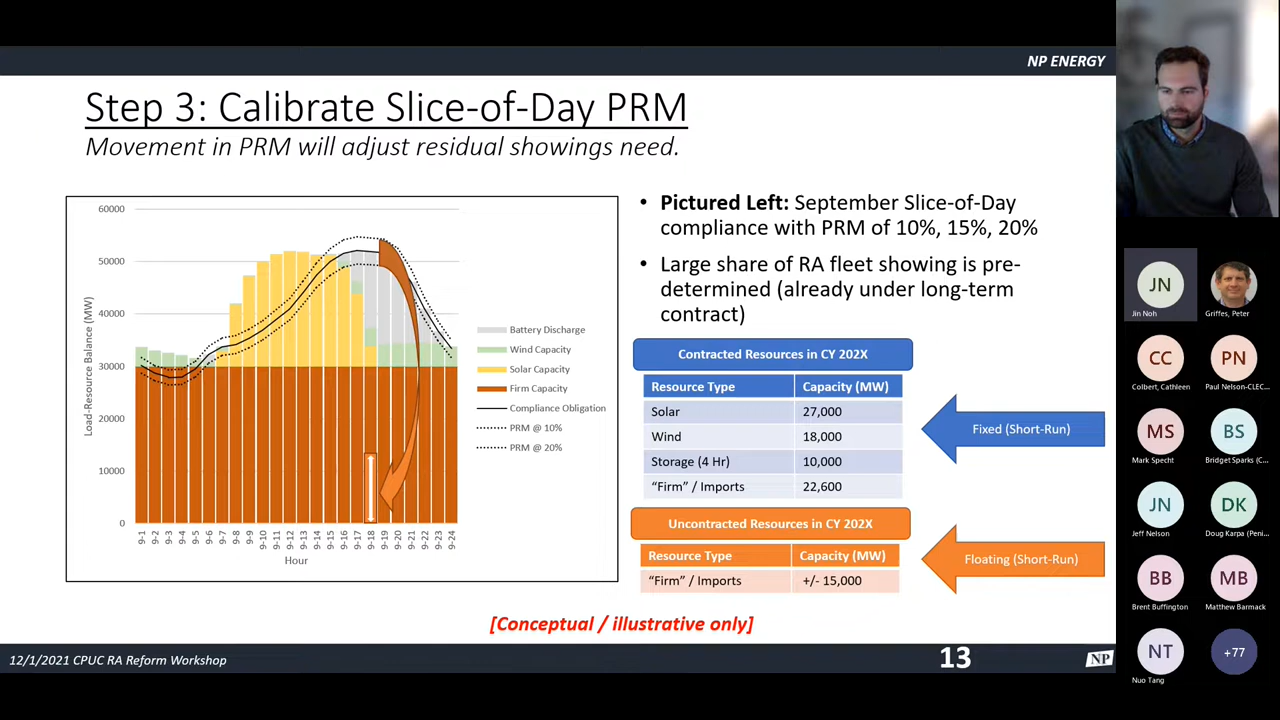 NP ENERGY
Step 3: Calibrate Slice-of-Day PRM
Movement in PRM will adjust residual showings need.
60000
50000
40000
30000
20000
10000
0
Load-Resource Balance (MW)
9-1
9-2
9-3
9-4
9-5
9-6
9-7
9-8
9-9
9-10
9-11
9-12
9-13
9-14
9-15
9-16
9-17
9-18
9-19
9-20
9-21
9-22
9-23
9-24
Hour
Battery Discharge
Wind Capacity
Solar Capacity
Firm Capacity
Compliance Obligation
PRM @ 10%
PRM @ 20%
• Pictured Left: September Slice-of-Day
compliance with PRM of 10%, 15%, 20%
• Large share of RA fleet showing is pre-
determined (already under long-term
contract)
Contracted Resources in CY 202X
Resource Type Capacity (MW)
Solar 27,000
Wind 18,000
Storage (4 Hr) 10,000
“Firm” / Imports 22,600
Fixed (Short-Run)
Uncontracted Resources in CY 202X
Resource Type Capacity (MW)
“Firm” / Imports +/- 15,000
Floating (Short-Run)
[Conceptual / illustrative only]
12/1/2021 CPUC RA Reform Workshop
13
NP
JN
Jin Noh
Griffes, Peter
CC
Colbert, Cathleen
PN
Paul Nelson-CLEC...
MS
Mark Specht
BS
Bridget Sparks (C...
JN
Jeff Nelson
DK
Doug Karpa (Peni...
BB
Brent Buffington
MB
Matthew Barmack
NT
Nuo Tang
+77